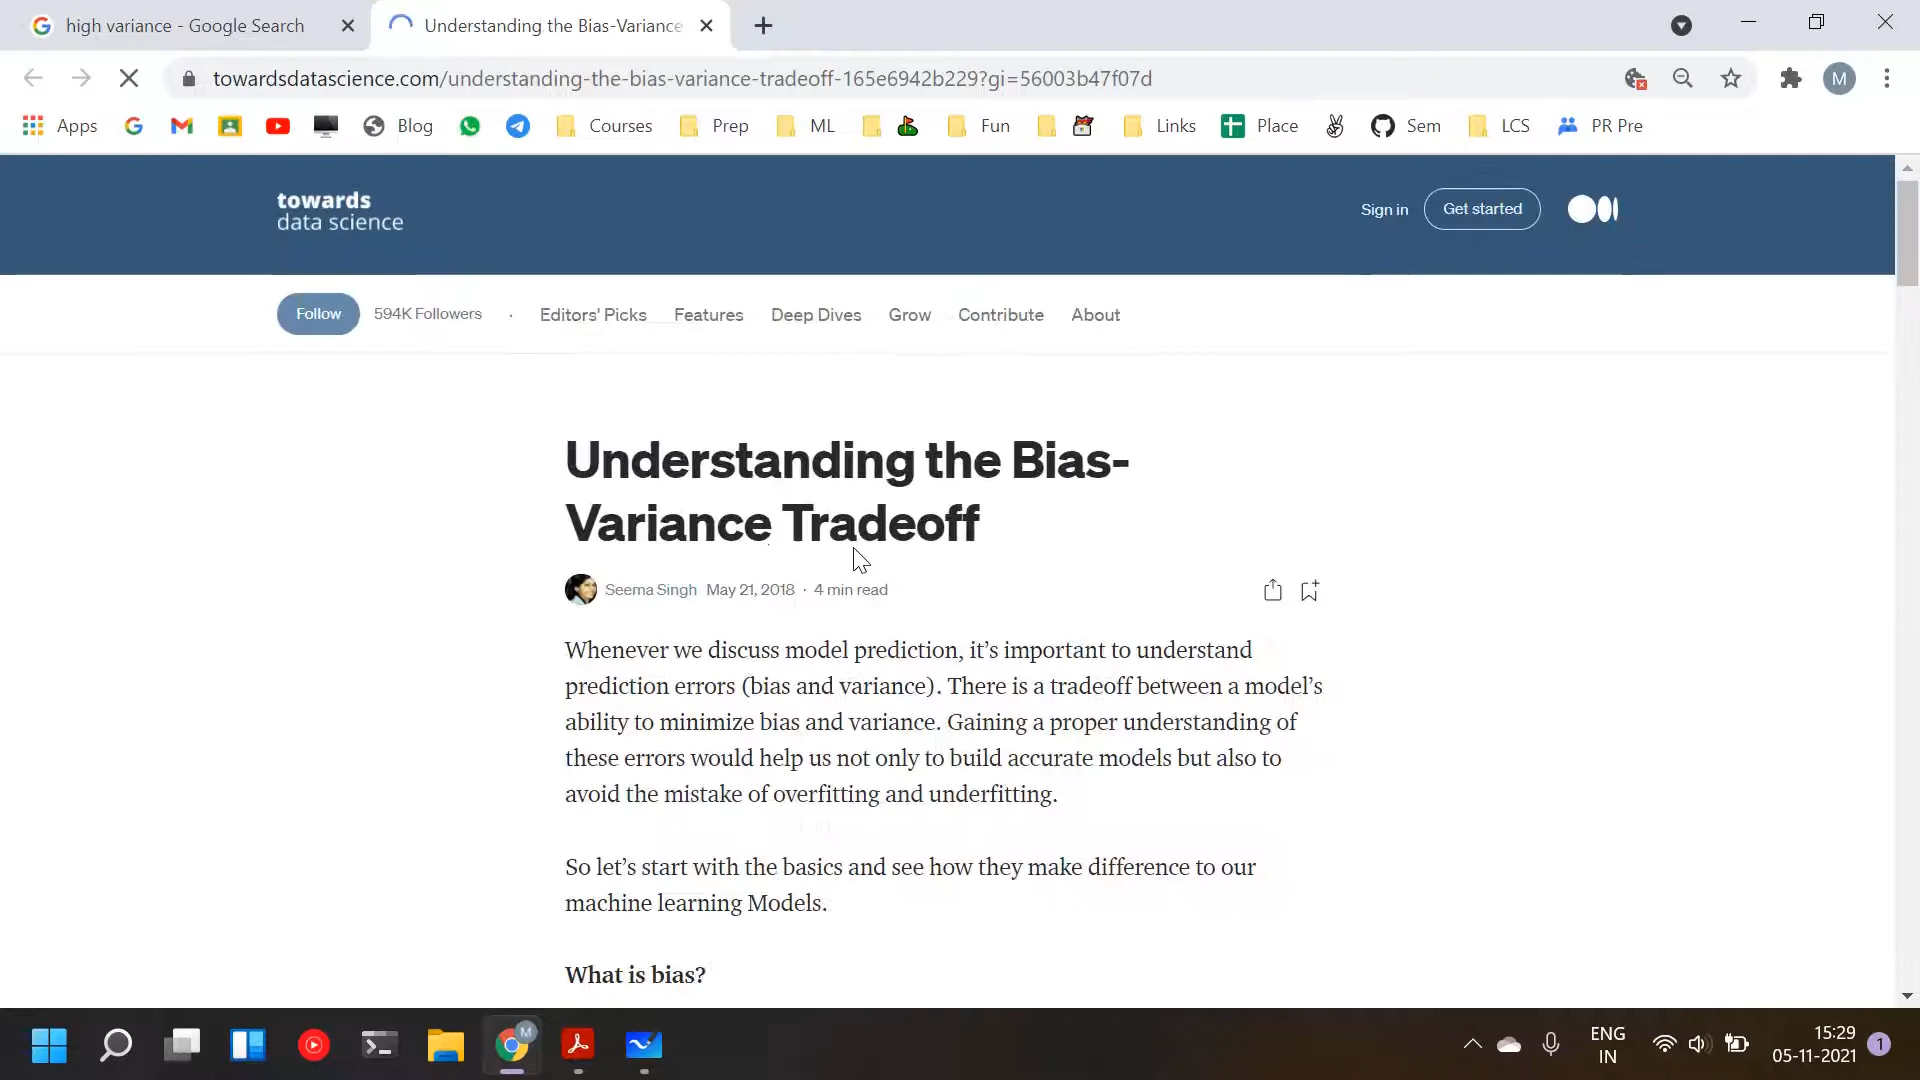 high variance - Google Search
Understanding the Bias-Variance
towardsdatascience.com/understanding-the-bias-variance-tradeoff-165e6942b229?gi=56003b47f07d
M
Apps
Blog
Courses
Prep
ML
Fun
Links
Place
Sem
LCS
PR Pre
towards
data science
Sign in
Get started
Follow
594K Followers
·
Editors' Picks
Features
Deep Dives
Grow
Contribute
About
Understanding the Bias-
Variance Tradeoff
Seema Singh May 21, 2018 · 4 min read
Whenever we discuss model prediction, it’s important to understand
prediction errors (bias and variance). There is a tradeoff between a model’s
ability to minimize bias and variance. Gaining a proper understanding of
these errors would help us not only to build accurate models but also to
avoid the mistake of overfitting and underfitting.
So let’s start with the basics and see how they make difference to our
machine learning Models.
What is bias?
M
ENG
IN
15:29
05-11-2021
1